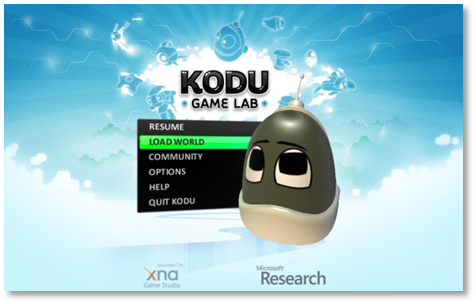 KODU
GAME LAB
RESUME
LOAD WORLD
COMMUNITY
OPTIONS
HELP
QUIT KODU
powered by
xna
Game Studio
Microsoft
Research